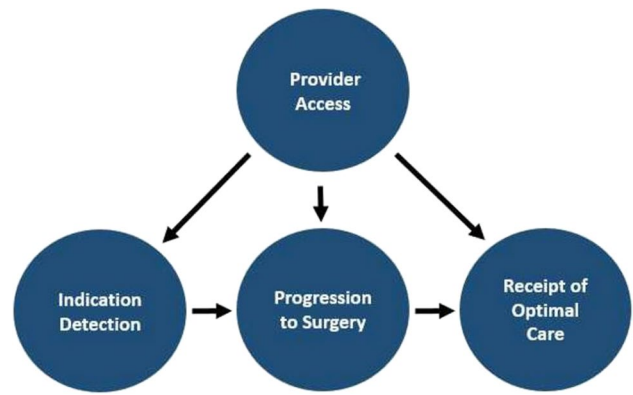 Provider
Access
Indication
Detection
Progression
to Surgery
Receipt of
Optimal
Care